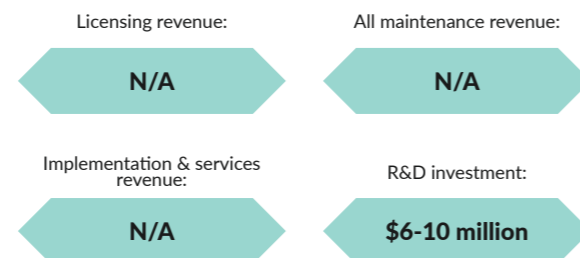 Licensing revenue:
All maintenance revenue:
N/A
N/A
Implementation & services
revenue:
R&D investment:
N/A
$6-10 million